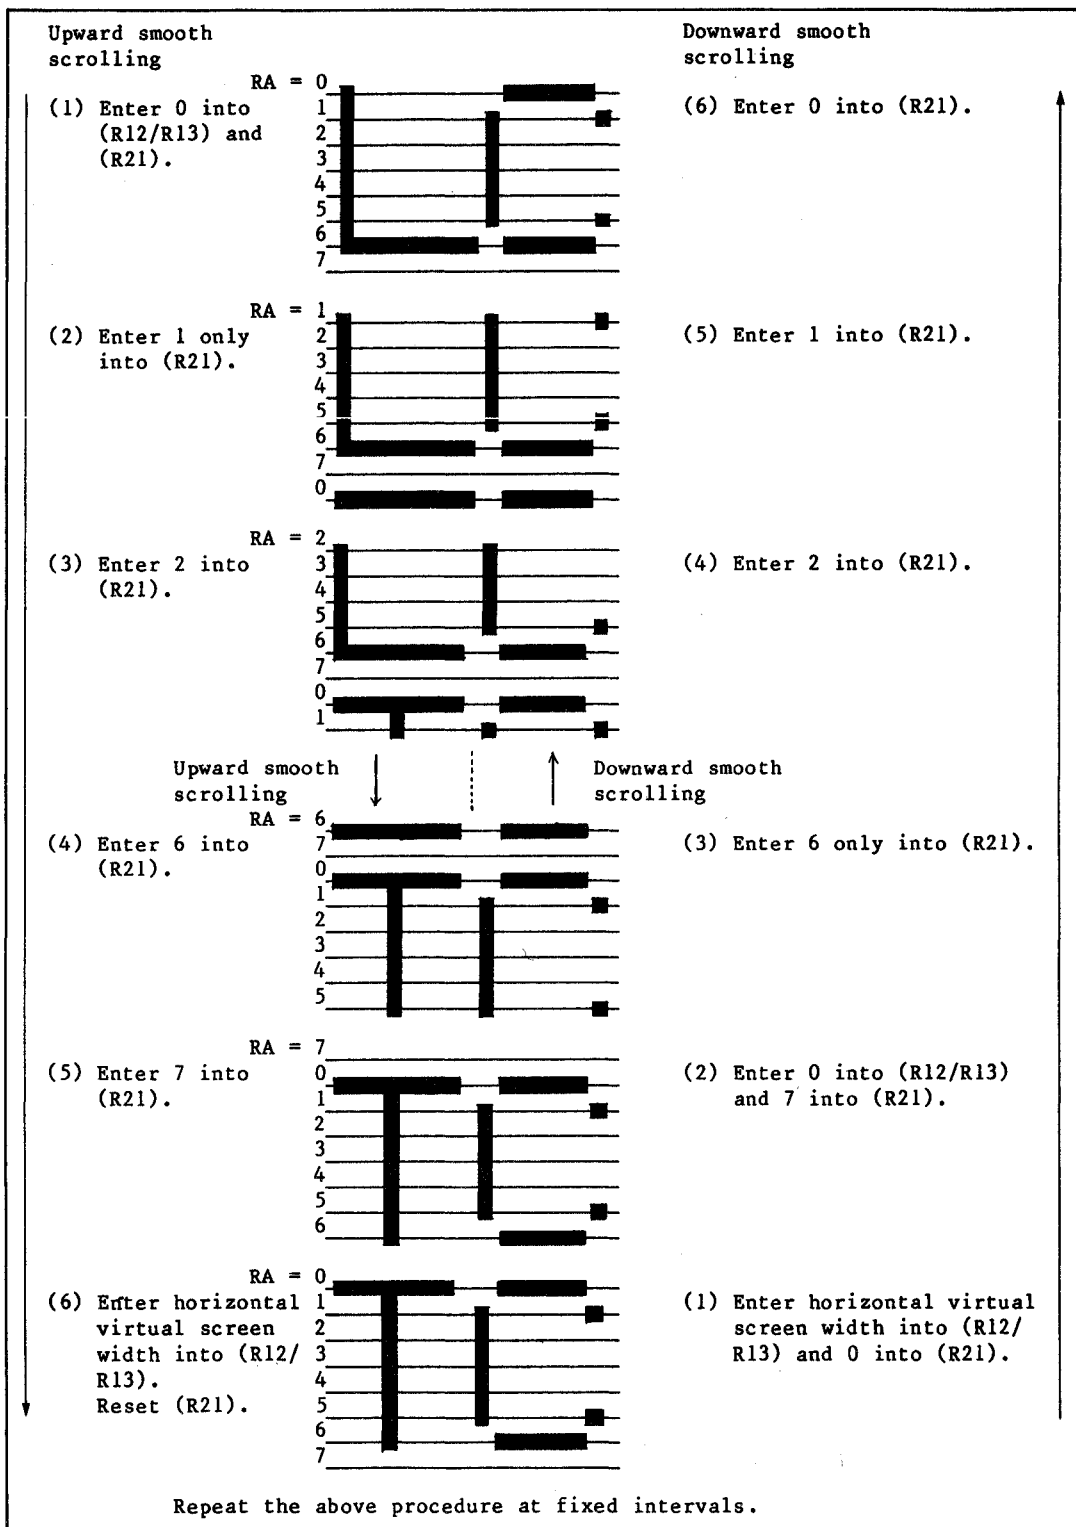 Upward smooth
scrolling
Downward smooth
scrolling
RA = 0
1
2
3
4
5
6
7
(1) Enter 0 into
(R12/R13) and
(R21).
(6) Enter 0 into (R21).
RA = 1
2
3
4
5
6
7
0
(2) Enter 1 only
into (R21).
(5) Enter 1 into (R21).
RA = 2
3
4
5
6
7
0
1
(3) Enter 2 into
(R21).
(4) Enter 2 into (R21).
Upward smooth
scrolling
Downward smooth
scrolling
RA = 6
7
0
1
2
3
4
5
(4) Enter 6 into
(R21).
(3) Enter 6 only into (R21).
RA = 7
0
1
2
3
4
5
6
(5) Enter 7 into
(R21).
(2) Enter 0 into (R12/R13)
and 7 into (R21).
RA = 0
1
2
3
4
5
6
7
(6) Enter horizontal
virtual screen
width into (R12/
R13).
Reset (R21).
(1) Enter horizontal virtual
screen width into (R12/
R13) and 0 into (R21).
Repeat the above procedure at fixed intervals.